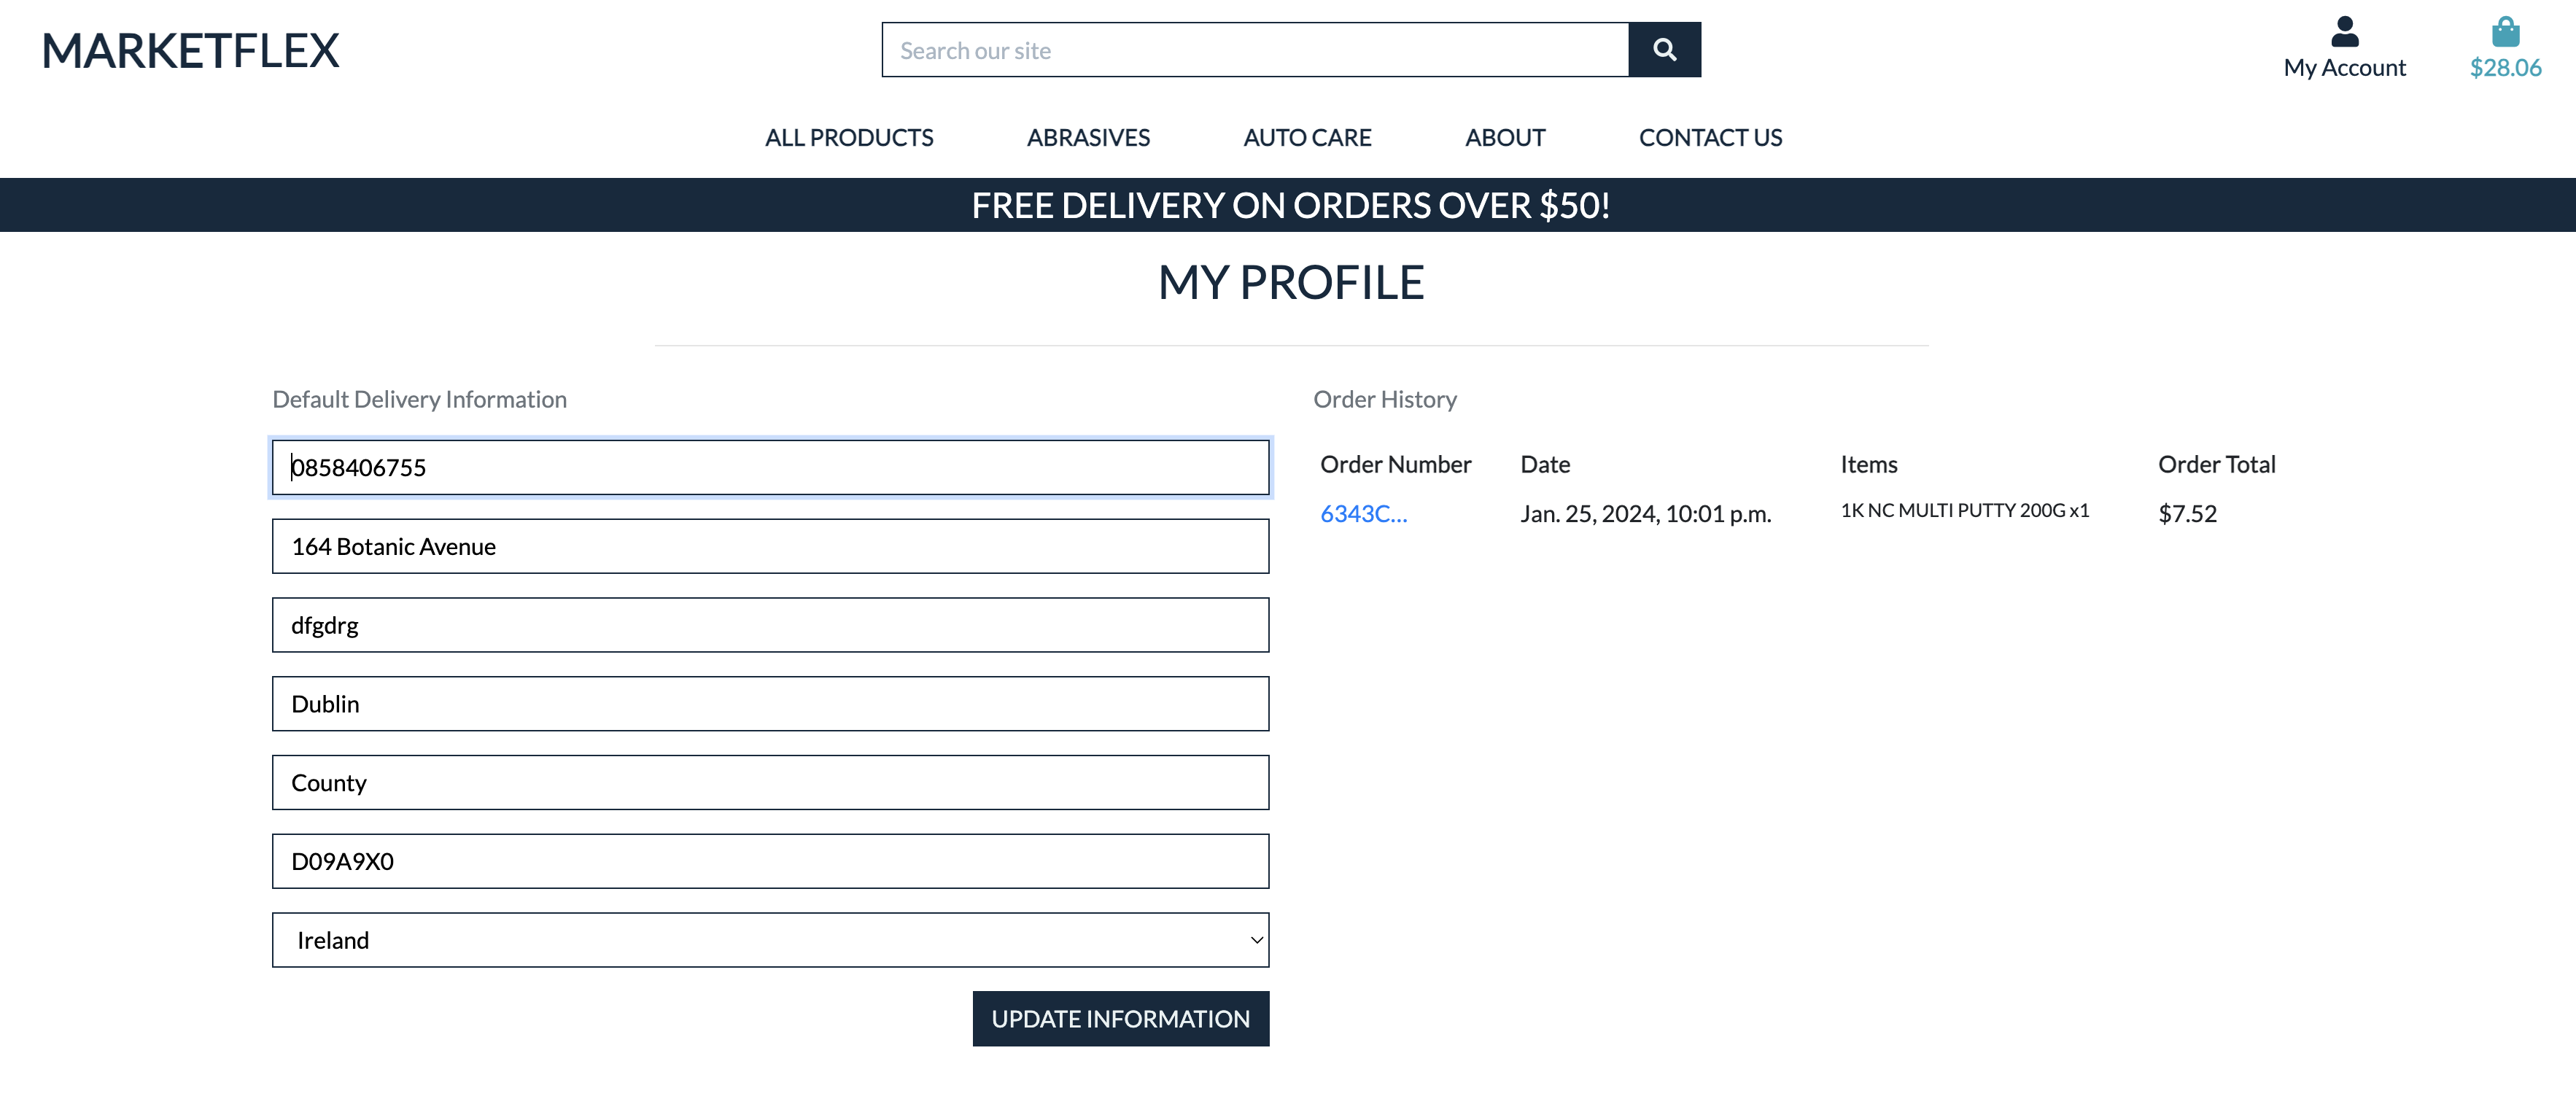 MARKETFLEX
Search our site
My Account
$28.06
ALL PRODUCTS ABRASIVES AUTO CARE ABOUT CONTACT US
FREE DELIVERY ON ORDERS OVER $50!
MY PROFILE
Default Delivery Information
0858406755
164 Botanic Avenue
dfgdrg
Dublin
County
D09A9X0
Ireland
UPDATE INFORMATION
Order History
Order Number Date Items Order Total
6343C... Jan. 25, 2024, 10:01 p.m. 1K NC MULTI PUTTY 200G x1 $7.52